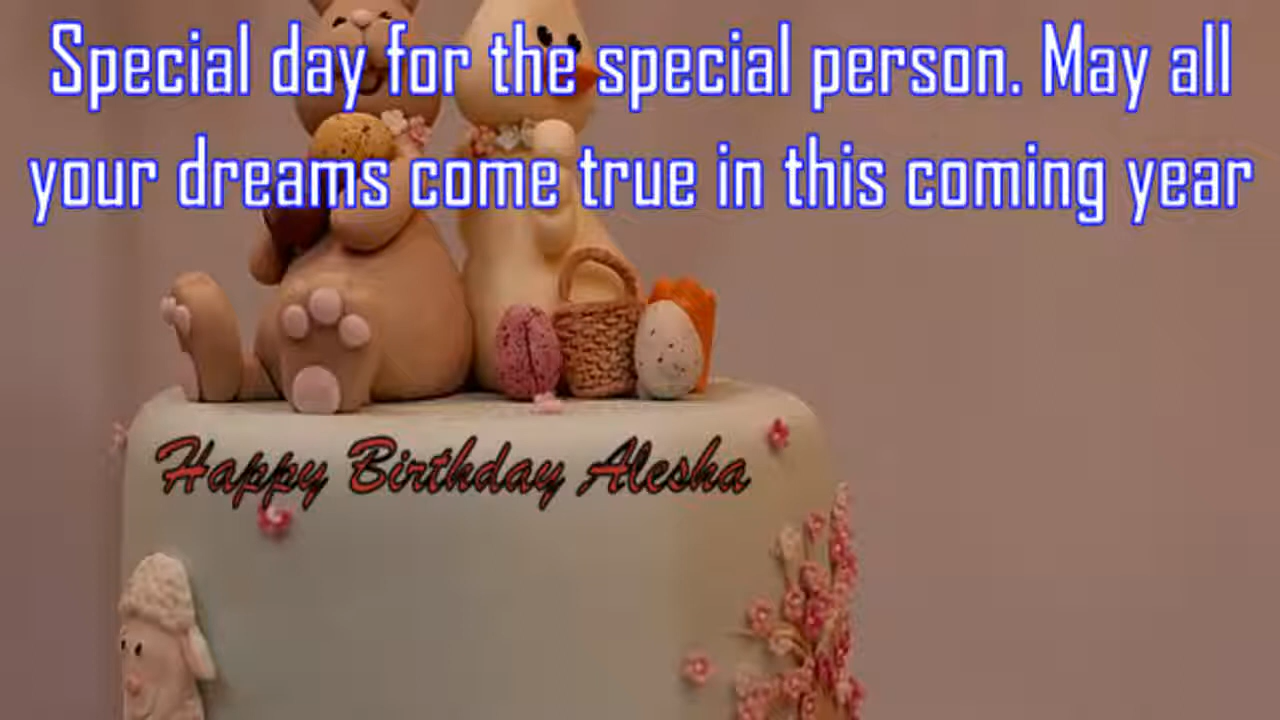 Special day for the special person. May all
your dreams come true in this coming year
Happy Birthday Alesha